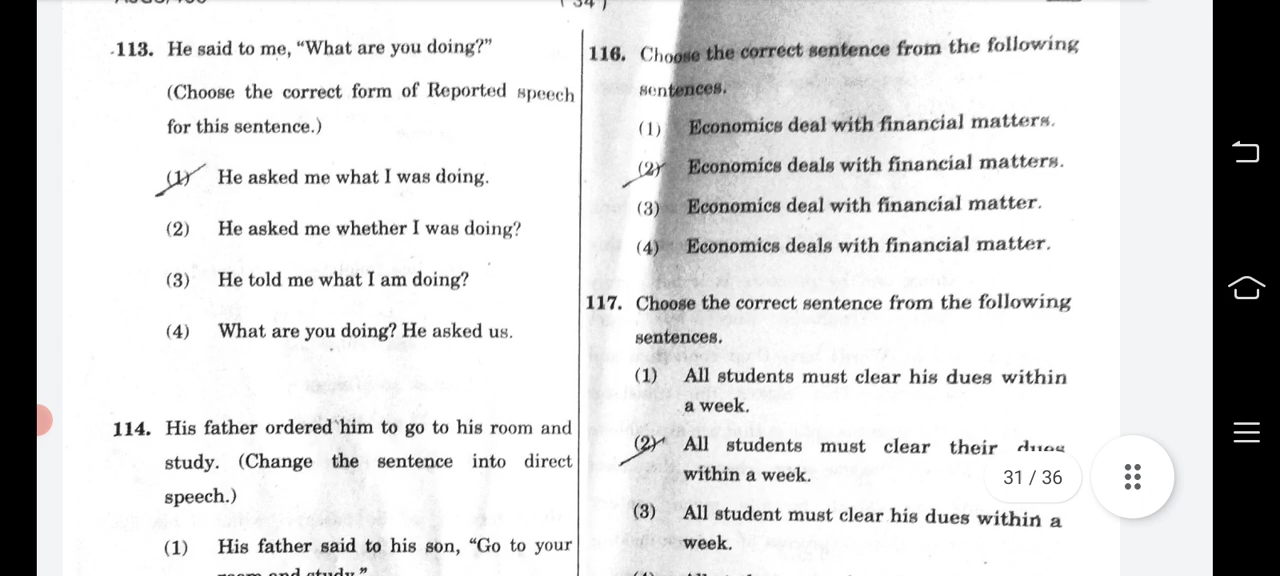 34 )
113. He said to me, “What are you doing?”
(Choose the correct form of Reported speech
for this sentence.)
(1) He asked me what I was doing.
(2) He asked me whether I was doing?
(3) He told me what I am doing?
(4) What are you doing? He asked us.
114. His father ordered him to go to his room and
study. (Change the sentence into direct
speech.)
(1) His father said to his son, “Go to your
room and study.”
116. Choose the correct sentence from the following
sentences.
(1) Economics deal with financial matters.
(2) Economics deals with financial matters.
(3) Economics deal with financial matter.
(4) Economics deals with financial matter.
117. Choose the correct sentence from the following
sentences.
(1) All students must clear his dues within
a week.
(2) All students must clear their dues
within a week.
(3) All student must clear his dues within a
week.
31 / 36